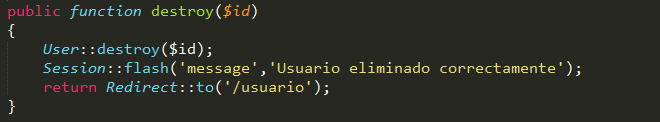 public function destroy($id)
{
    User::destroy($id);
    Session::flash('message','Usuario eliminado correctamente');
    return Redirect::to('/usuario');
}